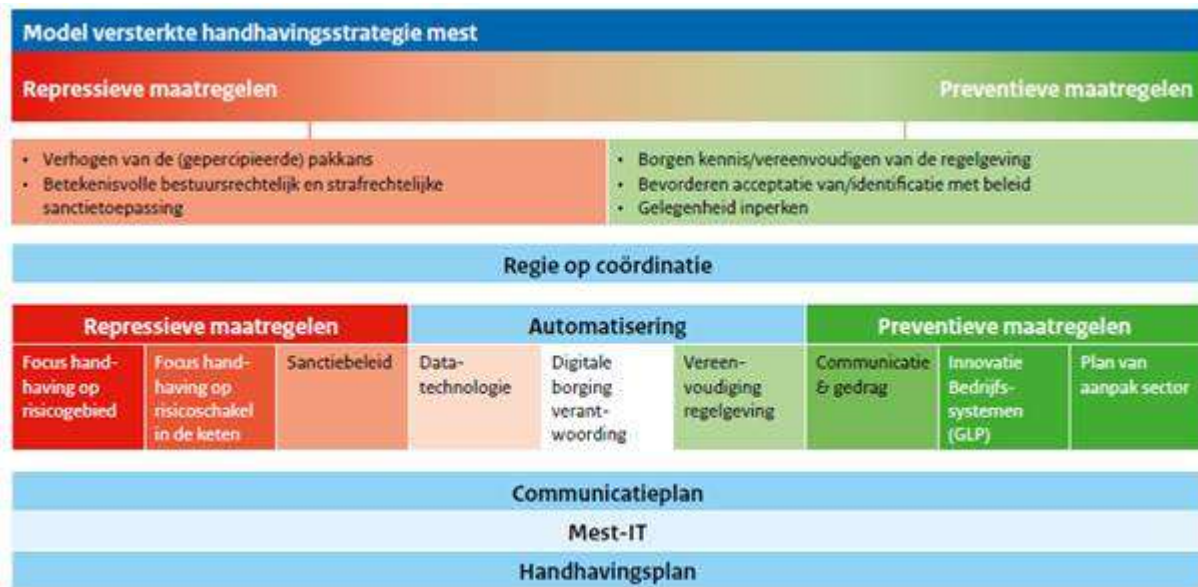 Model versterkte handhavingsstrategie mest
Repressieve maatregelen
Preventieve maatregelen
• Verhogen van de (gepercipieerde) pakkans
• Betekenisvolle bestuursrechtelijk en strafrechtelijke
sanctietoepassing
• Borgen kennis/vereenvoudigen van de regelgeving
• Bevorderen acceptatie van/identificatie met beleid
• Gelegenheid inperken
Regie op coördinatie
Repressieve maatregelen
Automatisering
Preventieve maatregelen
Focus hand-
having op
risicogebied
Focus hand-
having op
risicoschakel
in de keten
Sanctiebeleid
Data-
technologie
Digitale
borging
verant-
woording
Vereen-
voudiging
regelgeving
Communicatie
& gedrag
Innovatie
Bedrijfs-
systemen
(GLP)
Plan van
aanpak sector
Communicatieplan
Mest-IT
Handhavingsplan